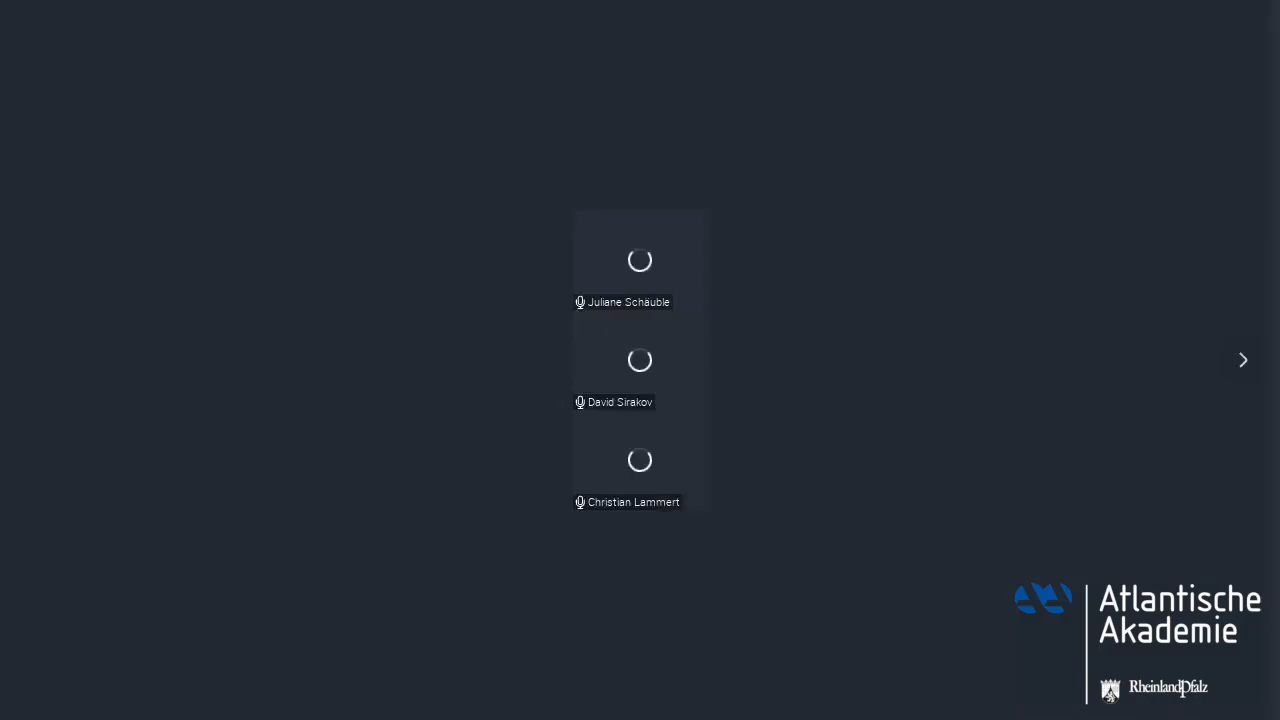 Juliane Schäuble
David Sirakov
Christian Lammert
Atlantische
Akademie
RheinlandPfalz